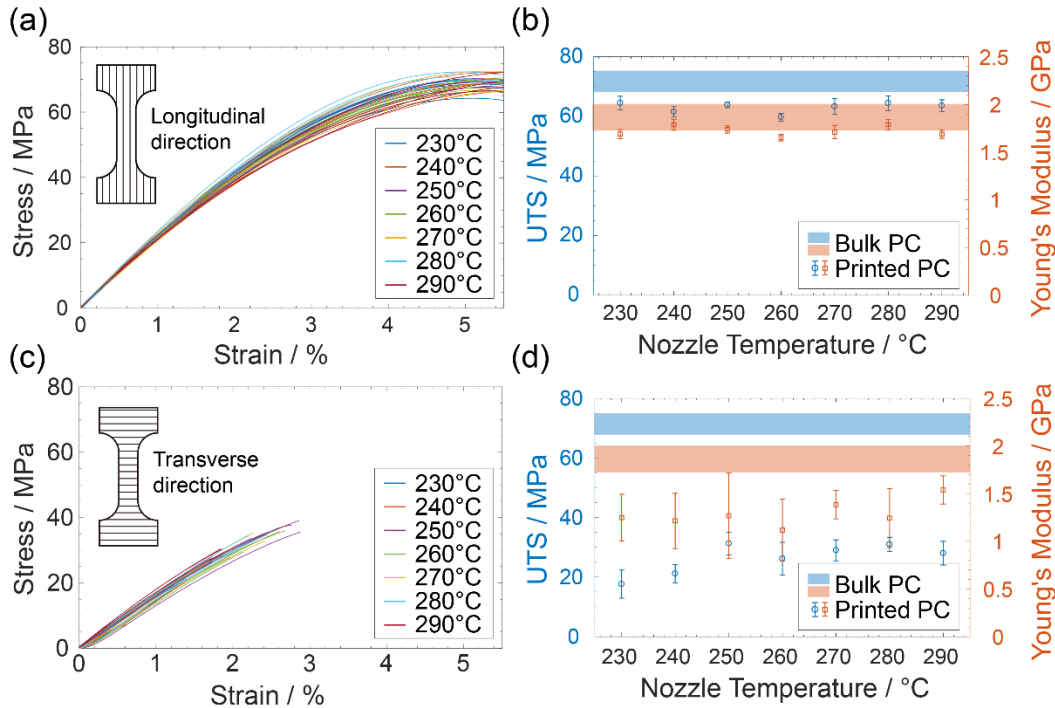 (a)
80
60
40
20
0
Stress / MPa
Longitudinal
direction
230°C
240°C
250°C
260°C
270°C
280°C
290°C
0 1 2 3 4 5
Strain / %
(b)
80
60
40
20
0
UTS / MPa
2.5
2
1.5
1
0.5
0
Young's Modulus / GPa
Bulk PC
Printed PC
230 240 250 260 270 280 290
Nozzle Temperature / °C
(c)
80
60
40
20
0
Stress / MPa
Transverse
direction
230°C
240°C
250°C
260°C
270°C
280°C
290°C
0 1 2 3 4 5
Strain / %
(d)
80
60
40
20
0
UTS / MPa
2.5
2
1.5
1
0.5
0
Young's Modulus / GPa
Bulk PC
Printed PC
230 240 250 260 270 280 290
Nozzle Temperature / °C